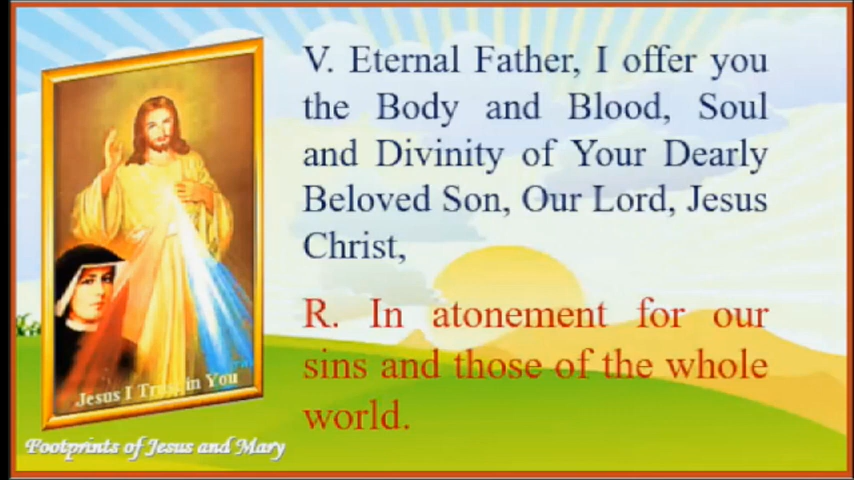 V. Eternal Father, I offer you
the Body and Blood, Soul
and Divinity of Your Dearly
Beloved Son, Our Lord, Jesus
Christ,
R. In atonement for our
sins and those of the whole
world.
Jesus I Trust in You
Footprints of Jesus and Mary